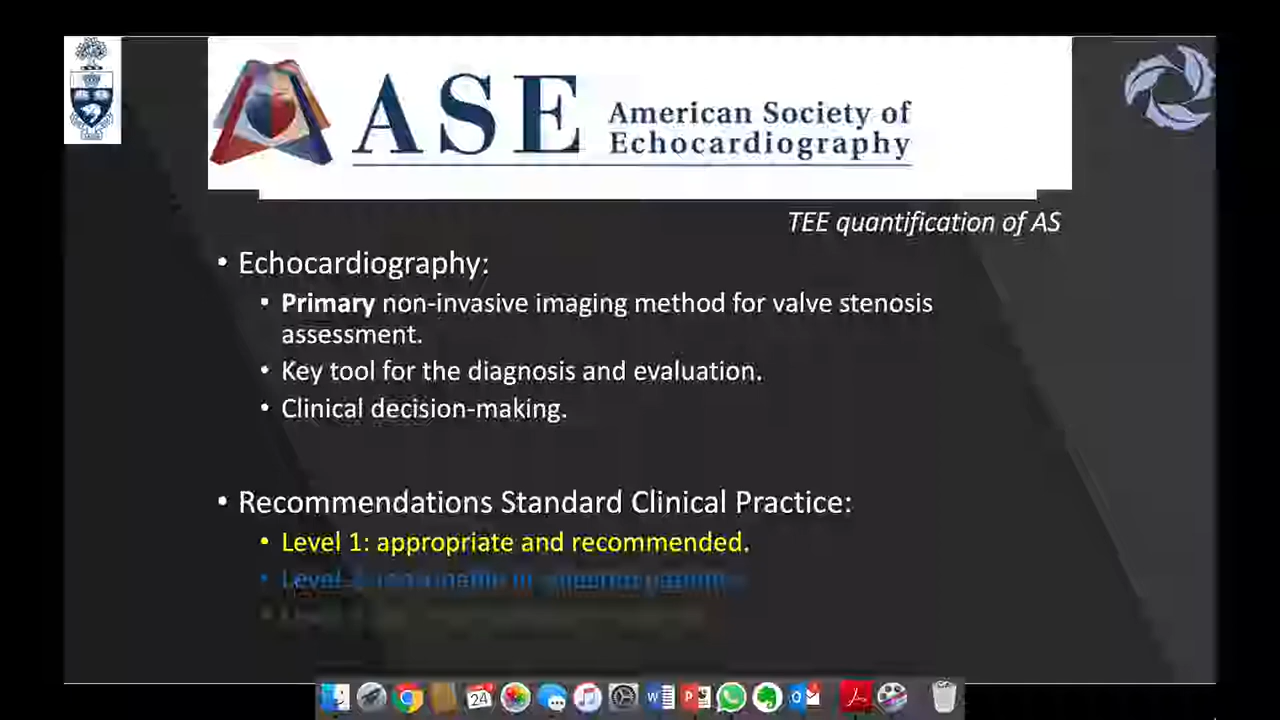 ASE American Society of
Echocardiography
TEE quantification of AS
• Echocardiography:
• Primary non-invasive imaging method for valve stenosis
assessment.
• Key tool for the diagnosis and evaluation.
• Clinical decision-making.
• Recommendations Standard Clinical Practice:
• Level 1: appropriate and recommended.
• Level
24